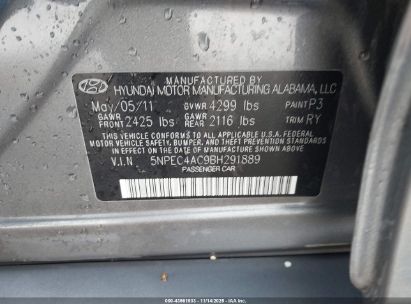 MANUFACTURED BY
HYUNDAI MOTOR MANUFACTURING ALABAMA, LLC
May/05/11 GVWR 4299 lbs PAINT P3
GAWR FRONT 2425 lbs GAWR REAR 2116 lbs TRIM RY
THIS VEHICLE CONFORMS TO ALL APPLICABLE U.S.
FEDERAL MOTOR VEHICLE SAFETY, BUMPER, AND THEFT
PREVENTION STANDARDS IN EFFECT ON THE DATE OF
MANUFACTURE SHOWN ABOVE.
V.I.N 5NPEC4AC9BH291889
PASSENGER CAR